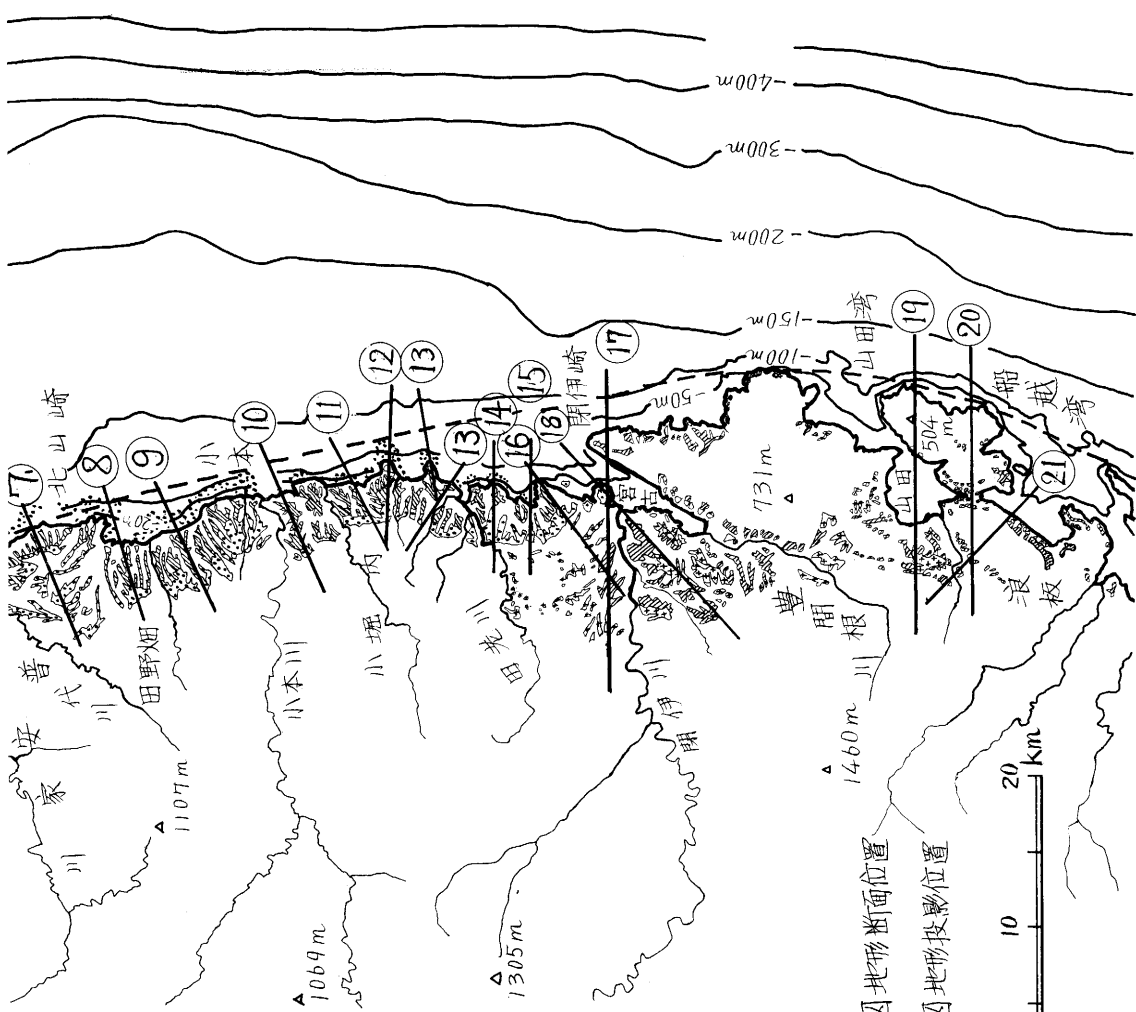 -400m
-300m
-200m
-150m
-100m
-50m
7
8
9
10
11
12
13
13
14
15
16
17
18
19
20
21
北山崎
小本
閉伊崎
山田湾
船越湾
20m
宮古
731m
山田
504m
浪板
豊間根川
普代川
田野畑
小本川
小堀内
田老川
閉伊川
安家川
1107m
1069m
1305m
1460m
地形断面位置
地形投影位置
10
20
km